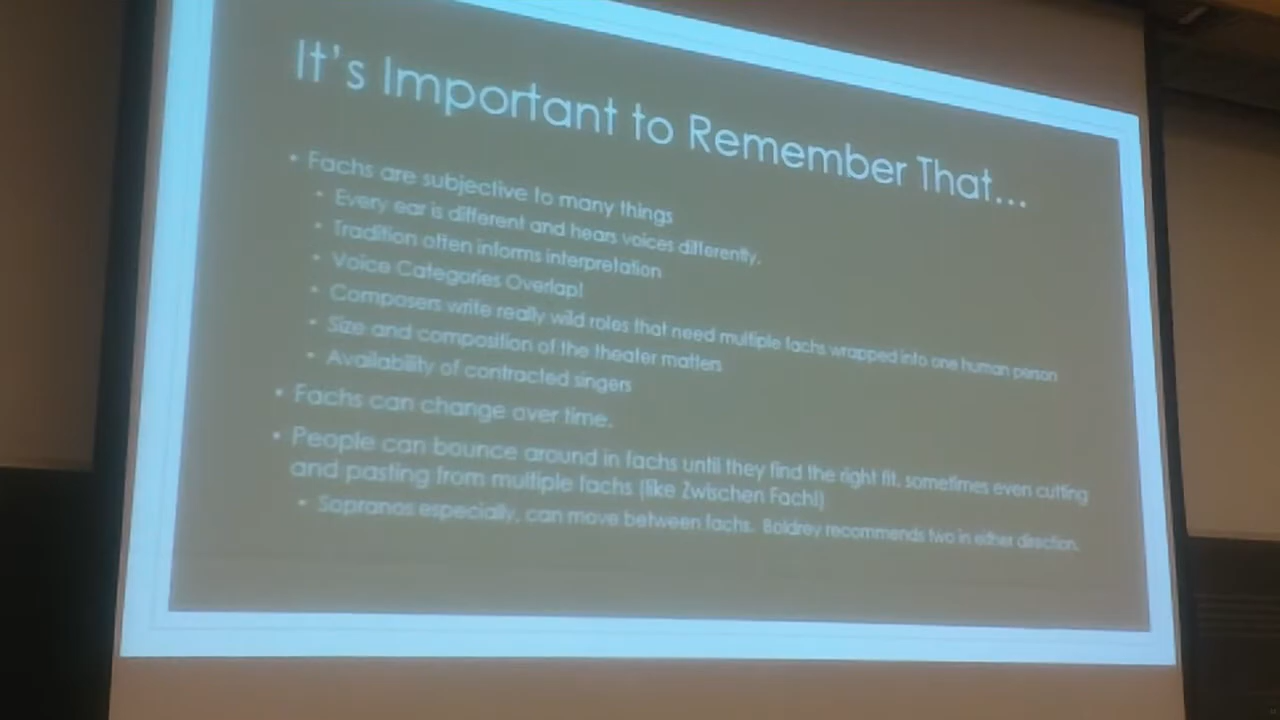 It's Important to Remember That...
• Fachs are subjective to many things
• Every ear is different and hears voices differently.
• Tradition often informs interpretation
• Voice Categories Overlap!
• Composers write really wild roles that need multiple fachs wrapped into one human person
• Size and composition of the theater matters
• Availability of contracted singers
• Fachs can change over time.
• People can bounce around in fachs until they find the right fit, sometimes even cutting
and pasting from multiple fachs (like Zwischen Fach!)
• Sopranos especially, can move between fachs. Boldrey recommends two in either direction.